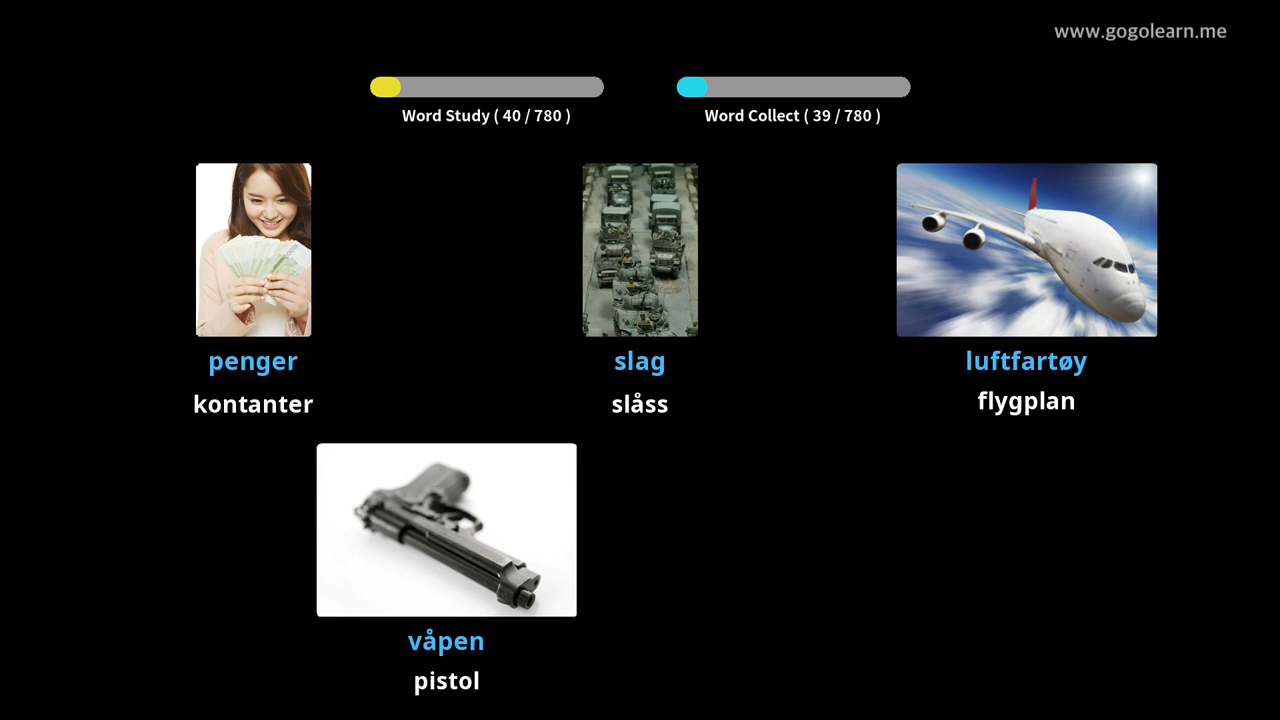 www.gogolearn.me
Word Study ( 40 / 780 )
Word Collect ( 39 / 780 )
penger
kontanter
slag
slåss
luftfartøy
flygplan
våpen
pistol